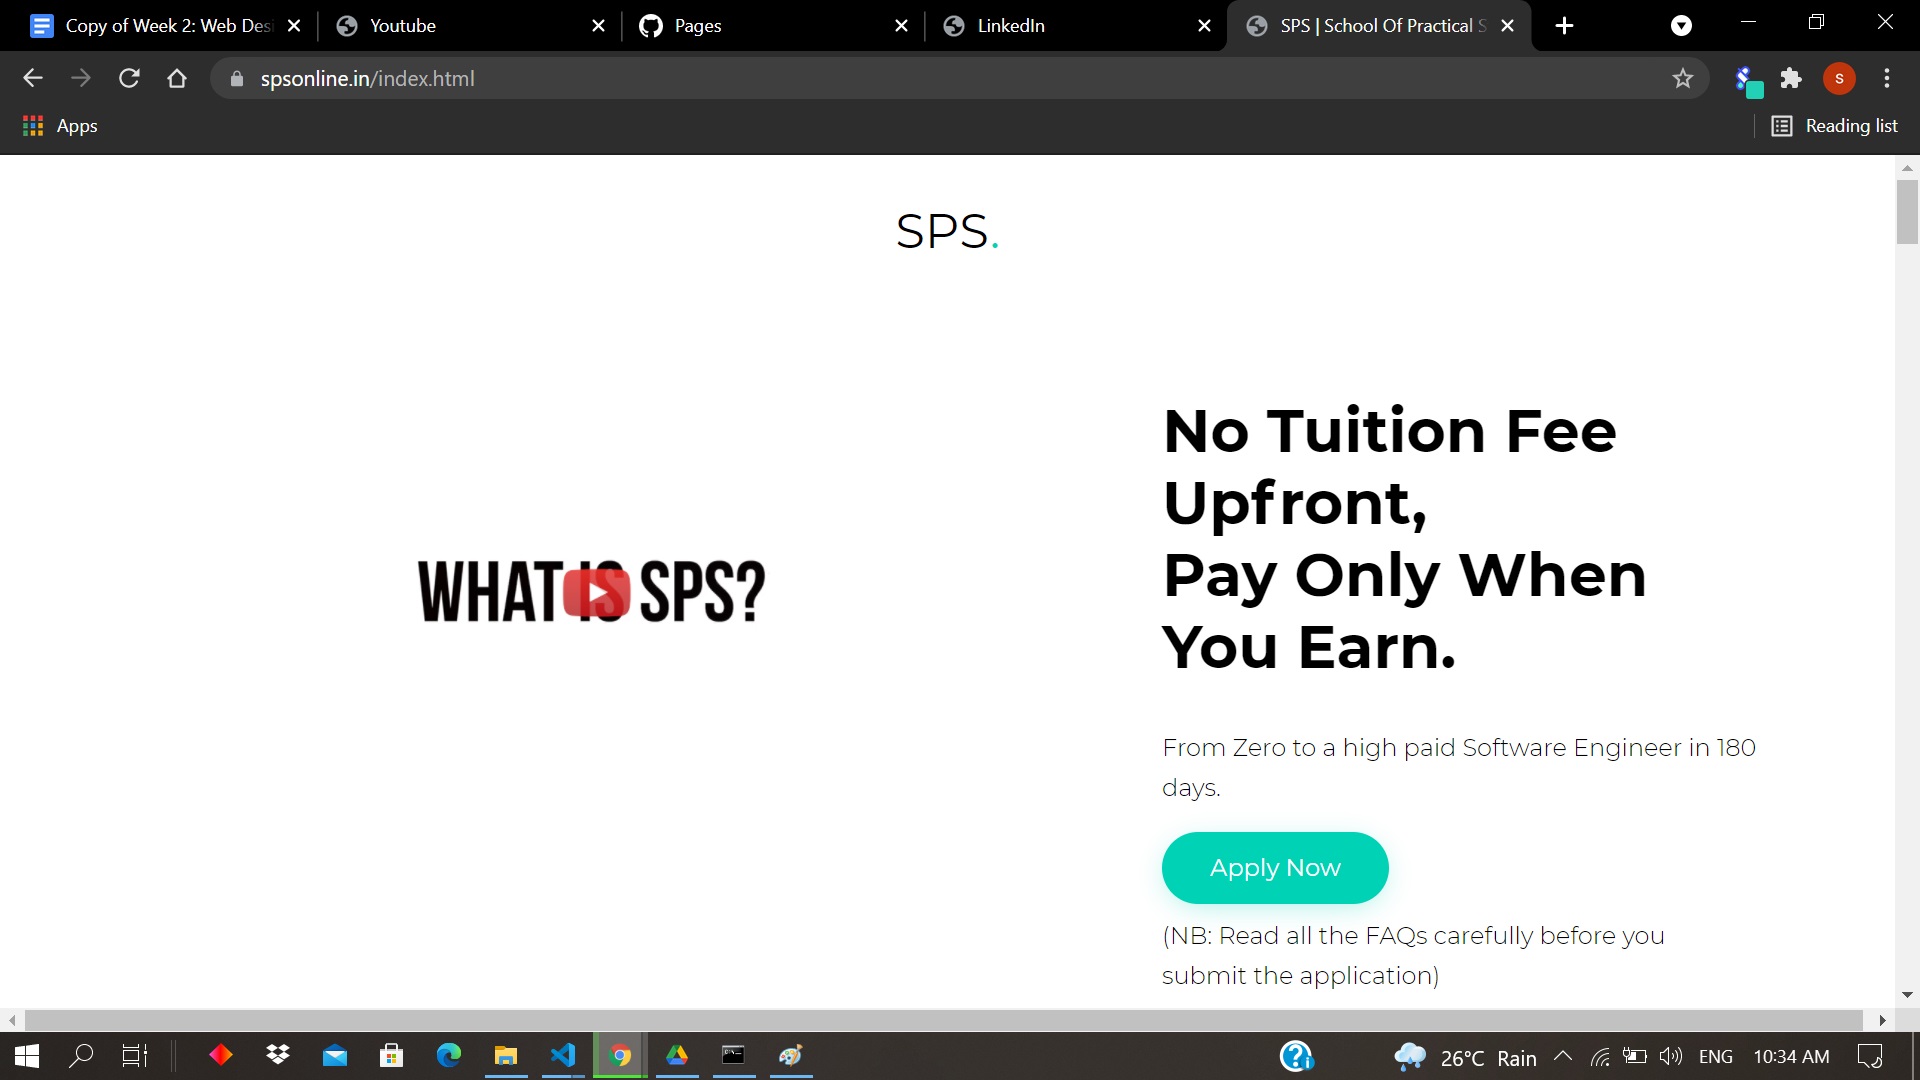 Copy of Week 2: Web Des
Youtube
Pages
LinkedIn
SPS | School Of Practical S
spsonline.in/index.html
S
Apps
Reading list
SPS.
WHAT IS SPS?
No Tuition Fee
Upfront,
Pay Only When
You Earn.
From Zero to a high paid Software Engineer in 180
days.
Apply Now
(NB: Read all the FAQs carefully before you
submit the application)
26°C Rain
ENG
10:34 AM